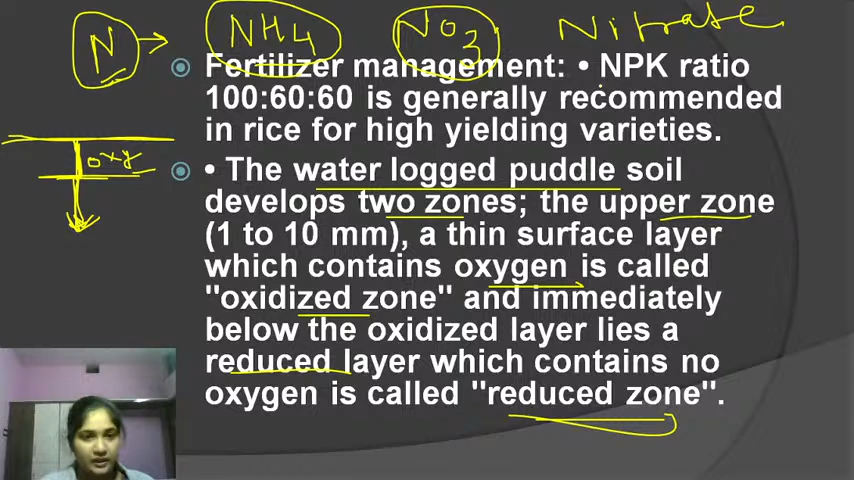 N NH4 NO3 Nitrate
Fertilizer management: • NPK ratio
100:60:60 is generally recommended
in rice for high yielding varieties.
oxy
• The water logged puddle soil
develops two zones; the upper zone
(1 to 10 mm), a thin surface layer
which contains oxygen is called
"oxidized zone" and immediately
below the oxidized layer lies a
reduced layer which contains no
oxygen is called "reduced zone".